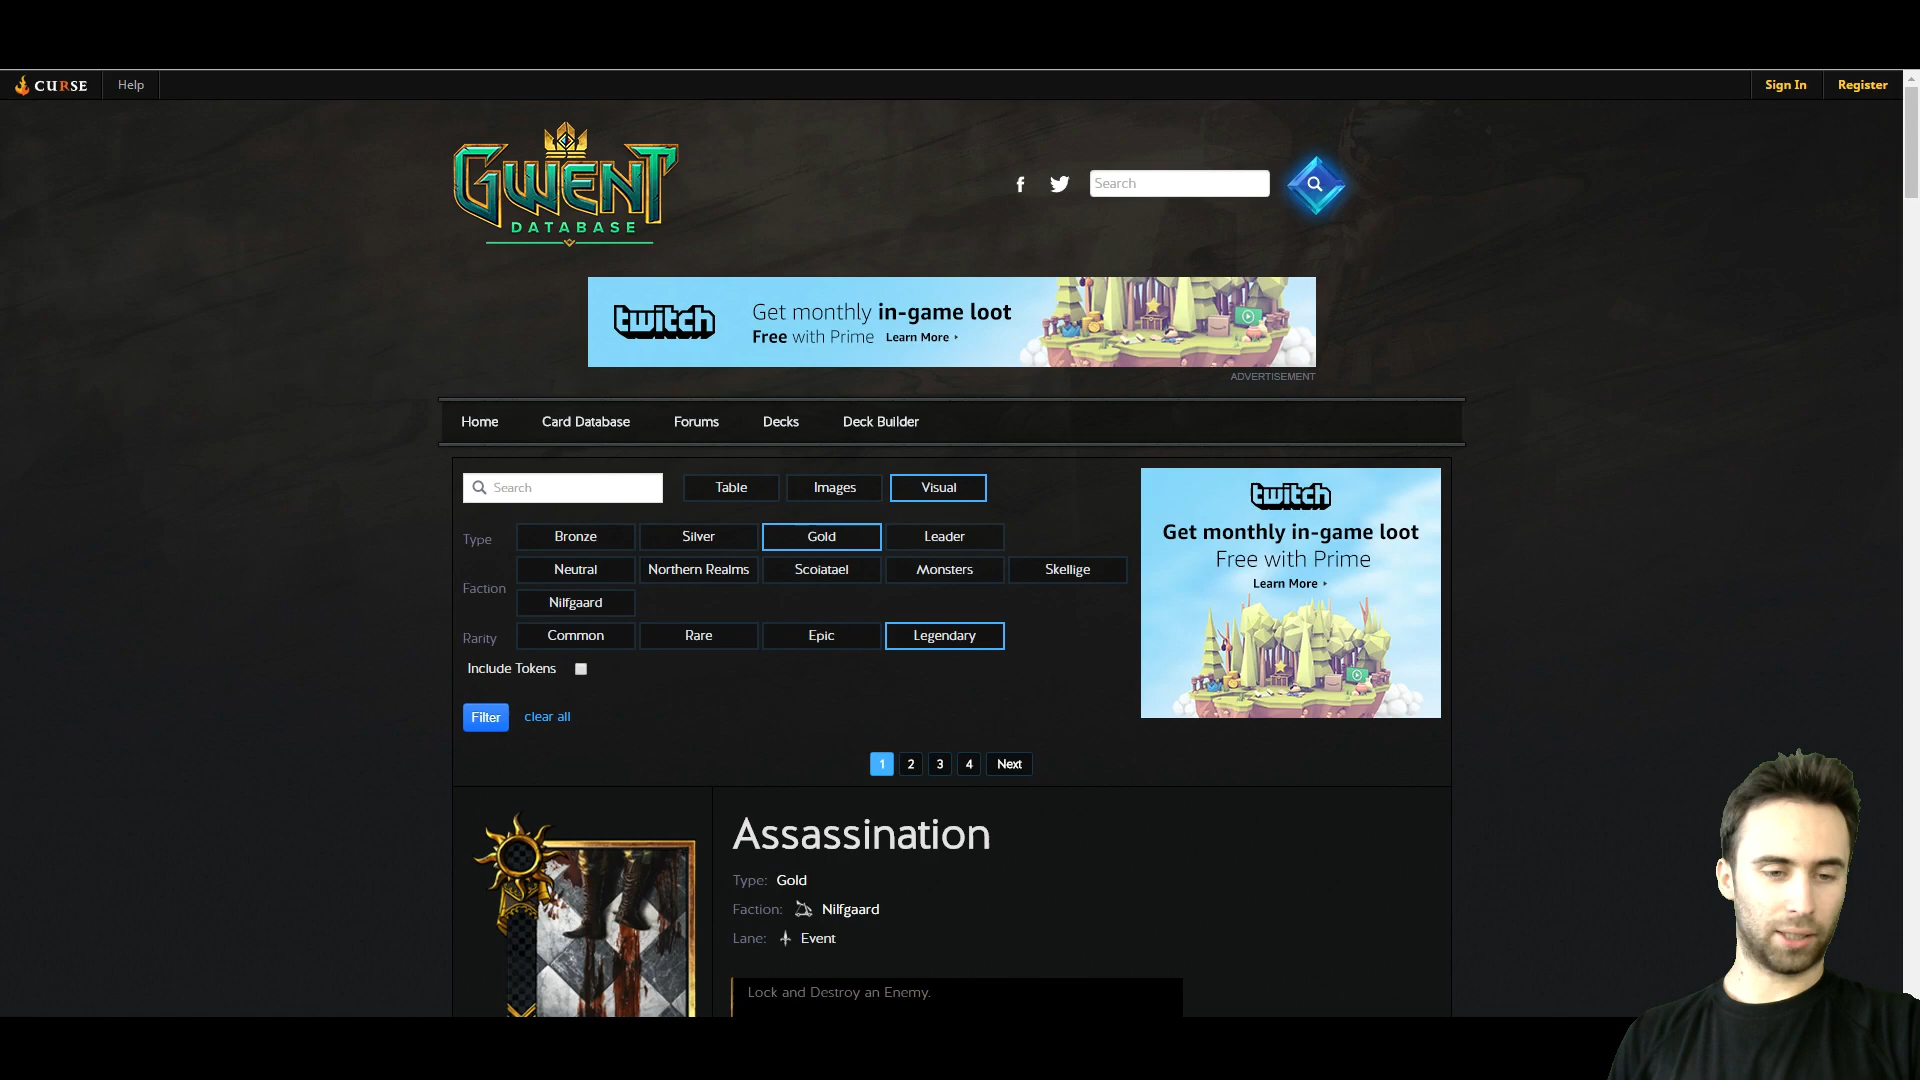 CURSE Help Sign In Register
GWENT
DATABASE
Search
twitch Get monthly in-game loot
Free with Prime Learn More
ADVERTISEMENT
Home Card Database Forums Decks Deck Builder
Search Table Images Visual
Type Bronze Silver Gold Leader
Faction Neutral Northern Realms Scoiatael Monsters Skellige
Nilfgaard
Rarity Common Rare Epic Legendary
Include Tokens
Filter clear all
twitch
Get monthly in-game loot
Free with Prime
Learn More
1 2 3 4 Next
Assassination
Type: Gold
Faction: Nilfgaard
Lane: Event
Lock and Destroy an Enemy.